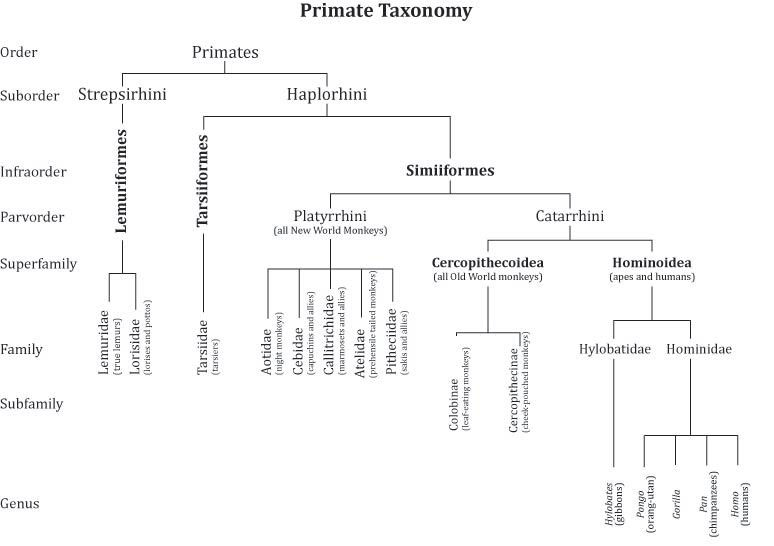 Primate Taxonomy
Order
Primates
Suborder
Strepsirhini
Haplorhini
Infraorder
Lemuriformes
Tarsiiformes
Simiiformes
Parvorder
Platyrrhini
(all New World Monkeys)
Catarrhini
Superfamily
Cercopithecoidea
(all Old World monkeys)
Hominoidea
(apes and humans)
Family
Lemuridae
(true lemurs)
Lorisidae
(lorises and pottos)
Tarsiidae
(tarsiers)
Aotidae
(night monkeys)
Cebidae
(capuchins and allies)
Callitrichidae
(marmosets and allies)
Atelidae
(prehensile tailed monkeys)
Pitheciidae
(sakis and allies)
Hylobatidae
Hominidae
Subfamily
Colobinae
(leaf-eating monkeys)
Cercopithecinae
(cheek-pouched monkeys)
Genus
Hylobates
(gibbons)
Pongo
(orang-utan)
Gorilla
Pan
(chimpanzees)
Homo
(humans)